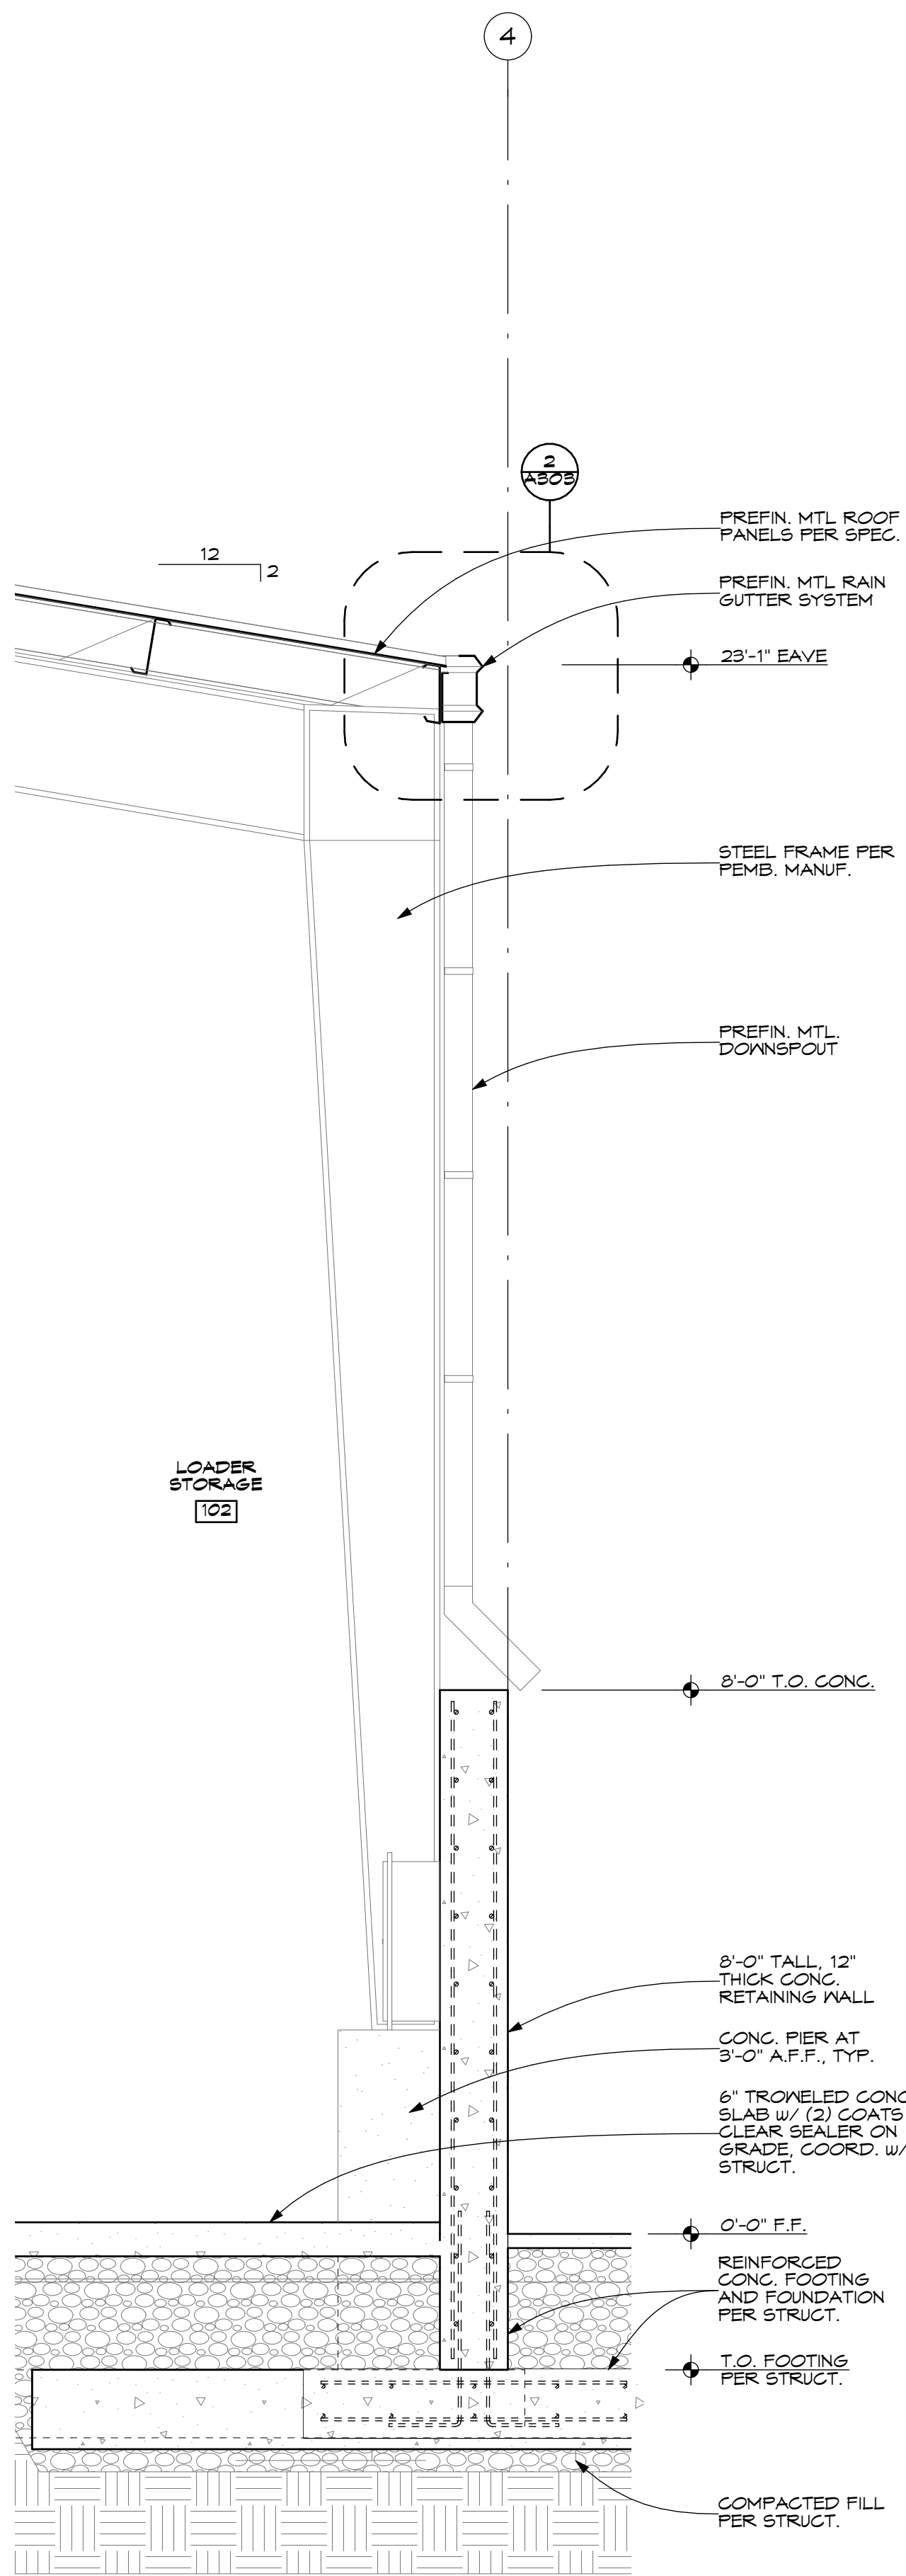 4
2
A303
PREFIN. MTL ROOF
PANELS PER SPEC.
12
2
PREFIN. MTL RAIN
GUTTER SYSTEM
23'-1" EAVE
STEEL FRAME PER
PEMB. MANUF.
PREFIN. MTL.
DOWNSPOUT
LOADER
STORAGE
102
8'-0" T.O. CONC.
8'-0" TALL, 12"
THICK CONC.
RETAINING WALL
CONC. PIER AT
3'-0" A.F.F., TYP.
6" TROWELED CONC
SLAB w/ (2) COATS
CLEAR SEALER ON
GRADE, COORD. w/
STRUCT.
0'-0" F.F.
REINFORCED
CONC. FOOTING
AND FOUNDATION
PER STRUCT.
T.O. FOOTING
PER STRUCT.
COMPACTED FILL
PER STRUCT.